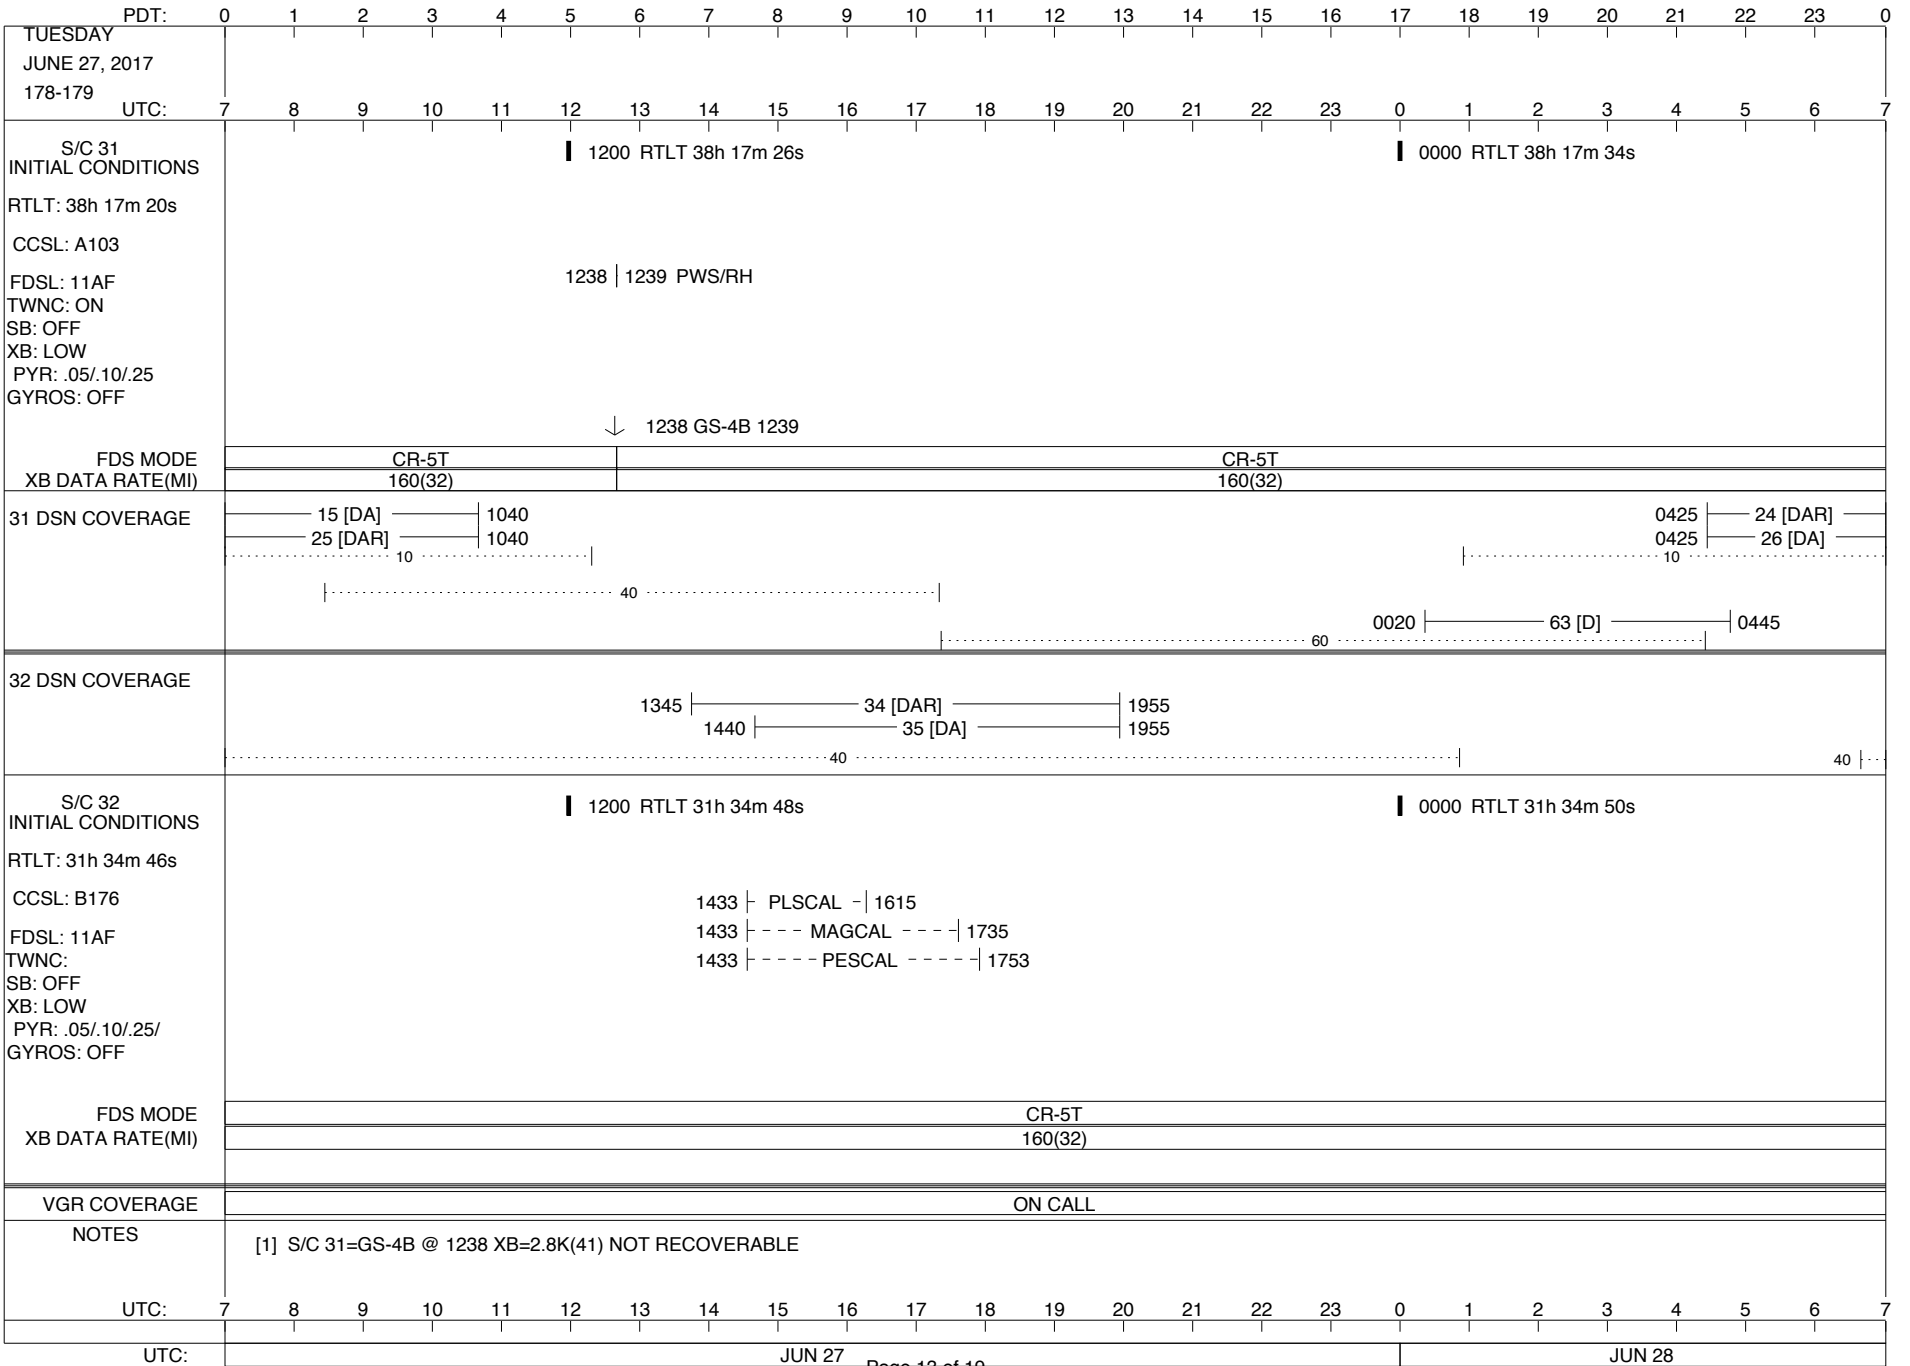 PDT: 0 1 2 3 4 5 6 7 8 9 10 11 12 13 14 15 16 17 18 19 20 21 22 23 0
TUESDAY
JUNE 27, 2017
178-179
UTC: 7 8 9 10 11 12 13 14 15 16 17 18 19 20 21 22 23 0 1 2 3 4 5 6 7
S/C 31
INITIAL CONDITIONS
1200 RTLT 38h 17m 26s
0000 RTLT 38h 17m 34s
RTLT: 38h 17m 20s
CCSL: A103
FDSL: 11AF
1238 1239 PWS/RH
TWNC: ON
SB: OFF
XB: LOW
PYR: .05/.10/.25
GYROS: OFF
1238 GS-4B 1239
FDS MODE CR-5T CR-5T
XB DATA RATE(MI) 160(32) 160(32)
31 DSN COVERAGE
15 [DA] 1040 0425 24 [DAR]
25 [DAR] 1040 0425 26 [DA]
10 10
40
0020 63 [D] 0445
60
32 DSN COVERAGE
1345 34 [DAR] 1955
1440 35 [DA] 1955
40 40
S/C 32
INITIAL CONDITIONS
1200 RTLT 31h 34m 48s
0000 RTLT 31h 34m 50s
RTLT: 31h 34m 46s
CCSL: B176
1433 PLSCAL 1615
FDSL: 11AF
1433 MAGCAL 1735
TWNC:
1433 PESCAL 1753
SB: OFF
XB: LOW
PYR: .05/.10/.25/
GYROS: OFF
FDS MODE CR-5T
XB DATA RATE(MI) 160(32)
VGR COVERAGE ON CALL
NOTES
[1] S/C 31=GS-4B @ 1238 XB=2.8K(41) NOT RECOVERABLE
UTC: 7 8 9 10 11 12 13 14 15 16 17 18 19 20 21 22 23 0 1 2 3 4 5 6 7
UTC: JUN 27 JUN 28
Page 13 of 19